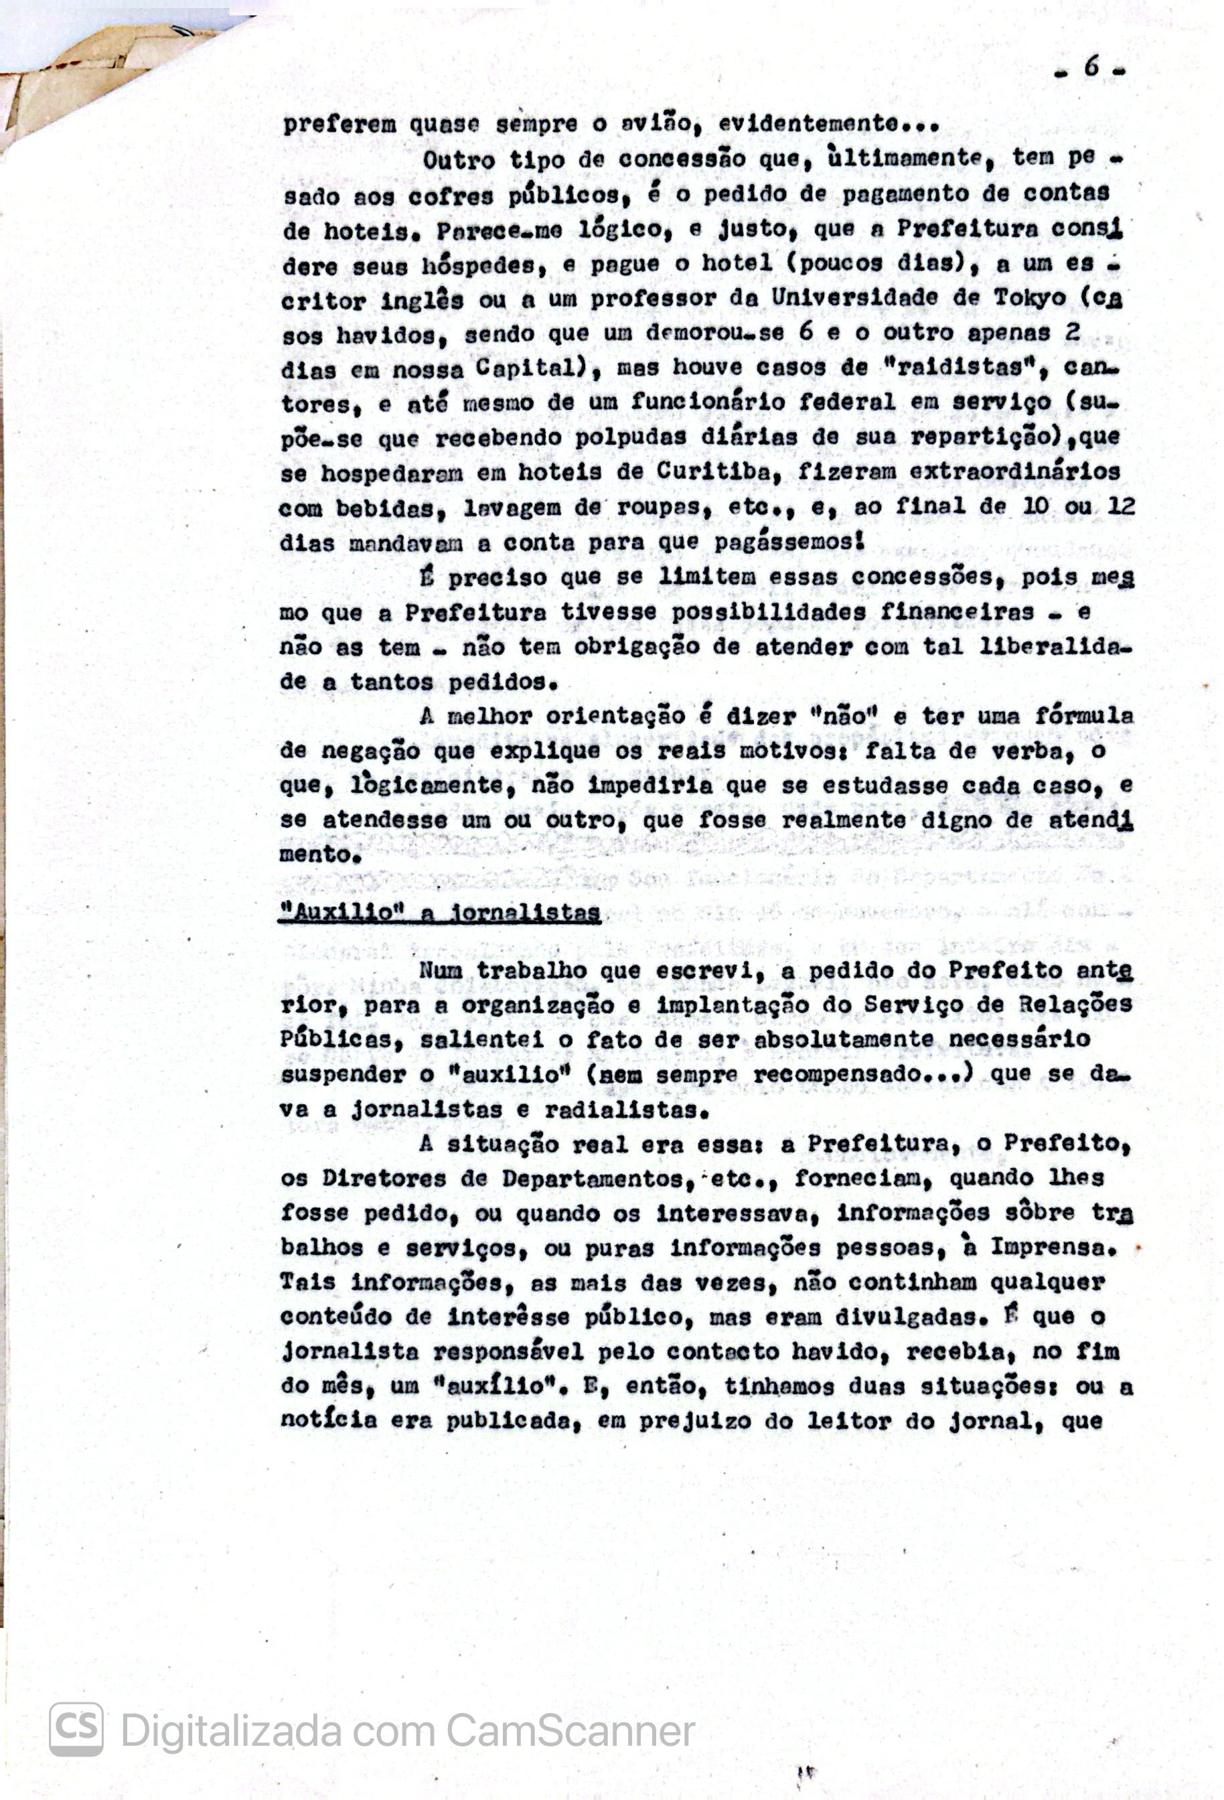 - 6 -
preferem quase sempre o avião, evidentemente...
Outro tipo de concessão que, ùltimamente, tem pe -
sado aos cofres públicos, é o pedido de pagamento de contas
de hoteis. Parece-me lógico, e justo, que a Prefeitura consi
dere seus hóspedes, e pague o hotel (poucos dias), a um es -
critor inglês ou a um professor da Universidade de Tokyo (ca
sos havidos, sendo que um demorou-se 6 e o outro apenas 2
dias em nossa Capital), mas houve casos de "raidistas", can-
tores, e até mesmo de um funcionário federal em serviço (su-
põe-se que recebendo polpudas diárias de sua repartição),que
se hospedaram em hoteis de Curitiba, fizeram extraordinários
com bebidas, lavagem de roupas, etc., e, ao final de 10 ou 12
dias mandavam a conta para que pagássemos!
É preciso que se limitem essas concessões, pois mes
mo que a Prefeitura tivesse possibilidades financeiras - e
não as tem - não tem obrigação de atender com tal liberalida-
de a tantos pedidos.
A melhor orientação é dizer "não" e ter uma fórmula
de negação que explique os reais motivos: falta de verba, o
que, lògicamente, não impediria que se estudasse cada caso, e
se atendesse um ou outro, que fosse realmente digno de atendi
mento.
"Auxilio" a jornalistas
Num trabalho que escrevi, a pedido do Prefeito ante
rior, para a organização e implantação do Serviço de Relações
Públicas, salientei o fato de ser absolutamente necessário
suspender o "auxilio" (nem sempre recompensado...) que se da-
va a jornalistas e radialistas.
A situação real era essa: a Prefeitura, o Prefeito,
os Diretores de Departamentos, etc., forneciam, quando lhes
fosse pedido, ou quando os interessava, informações sôbre tra
balhos e serviços, ou puras informações pessoas, à Imprensa.
Tais informações, as mais das vezes, não continham qualquer
conteúdo de interêsse público, mas eram divulgadas. É que o
jornalista responsável pelo contacto havido, recebia, no fim
do mês, um "auxílio". E, então, tinhamos duas situações: ou a
notícia era publicada, em prejuizo do leitor do jornal, que
CS Digitalizada com CamScanner